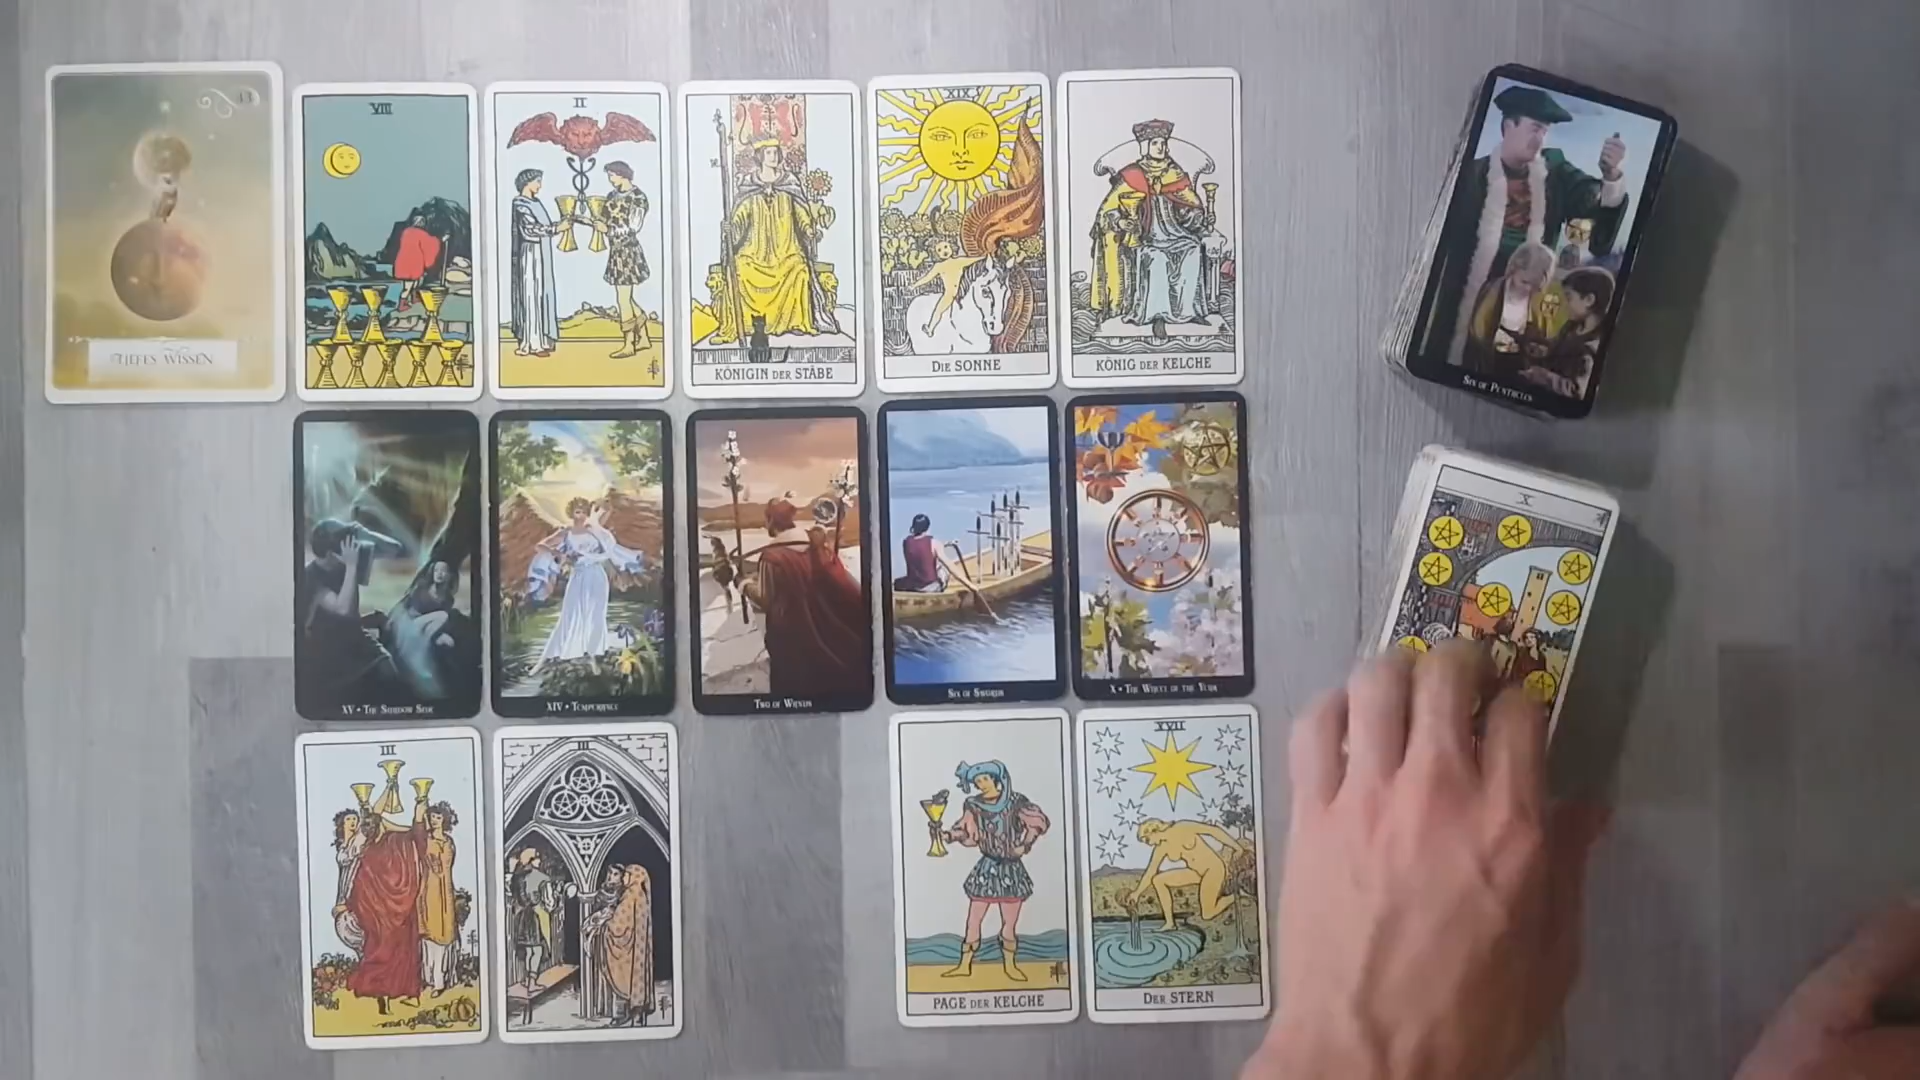 43
TIEFES WISSEN
VIII
II
KÖNIGIN DER STÄBE
XIX
DIE SONNE
KÖNIG DER KELCHE
SIX OF PENTACLES
XV • THE SHADOW SIDE
XIV • TEMPERANCE
TWO OF WANDS
SIX OF SWORDS
X • THE WHEEL OF THE YEAR
X
III
III
PAGE DER KELCHE
XVII
DER STERN